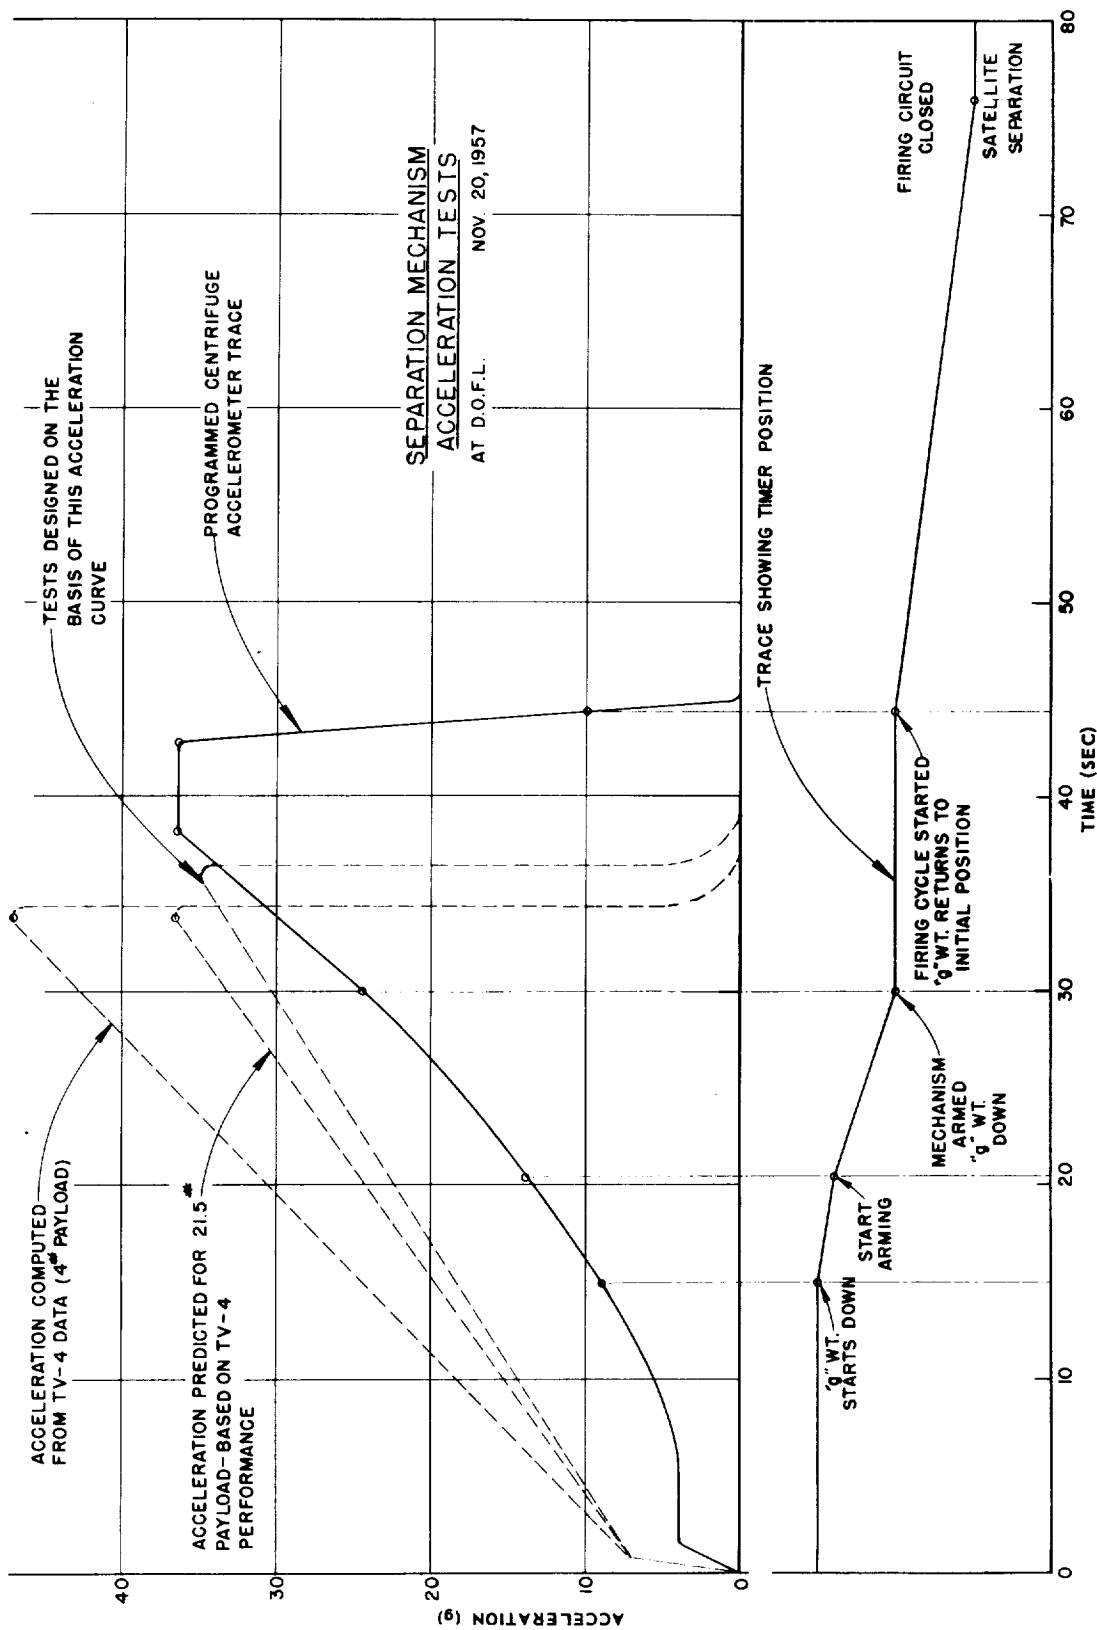 SEPARATION MECHANISM
ACCELERATION TESTS
AT D.O.F.L. NOV. 20, 1957
TESTS DESIGNED ON THE
BASIS OF THIS ACCELERATION
CURVE
PROGRAMMED CENTRIFUGE
ACCELEROMETER TRACE
ACCELERATION COMPUTED
FROM TV-4 DATA (4# PAYLOAD)
ACCELERATION PREDICTED FOR 21.5#
PAYLOAD-BASED ON TV-4
PERFORMANCE
ACCELERATION (g)
40
30
20
10
0
TRACE SHOWING TIMER POSITION
"g" WT.
STARTS DOWN
START
ARMING
MECHANISM
ARMED
"g" WT.
DOWN
FIRING CYCLE STARTED
"g" WT. RETURNS TO
INITIAL POSITION
FIRING CIRCUIT
CLOSED
SATELLITE
SEPARATION
0
10
20
30
40
50
60
70
80
TIME (SEC)